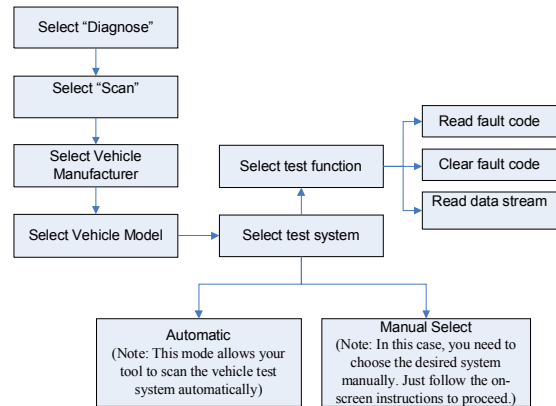 Select “Diagnose”
Select “Scan”
Select Vehicle
Manufacturer
Select Vehicle Model
Select test system
Select test function
Read fault code
Clear fault code
Read data stream
Automatic
(Note: This mode allows your
tool to scan the vehicle test
system automatically)
Manual Select
(Note: In this case, you need to
choose the desired system
manually. Just follow the on-
screen instructions to proceed.)